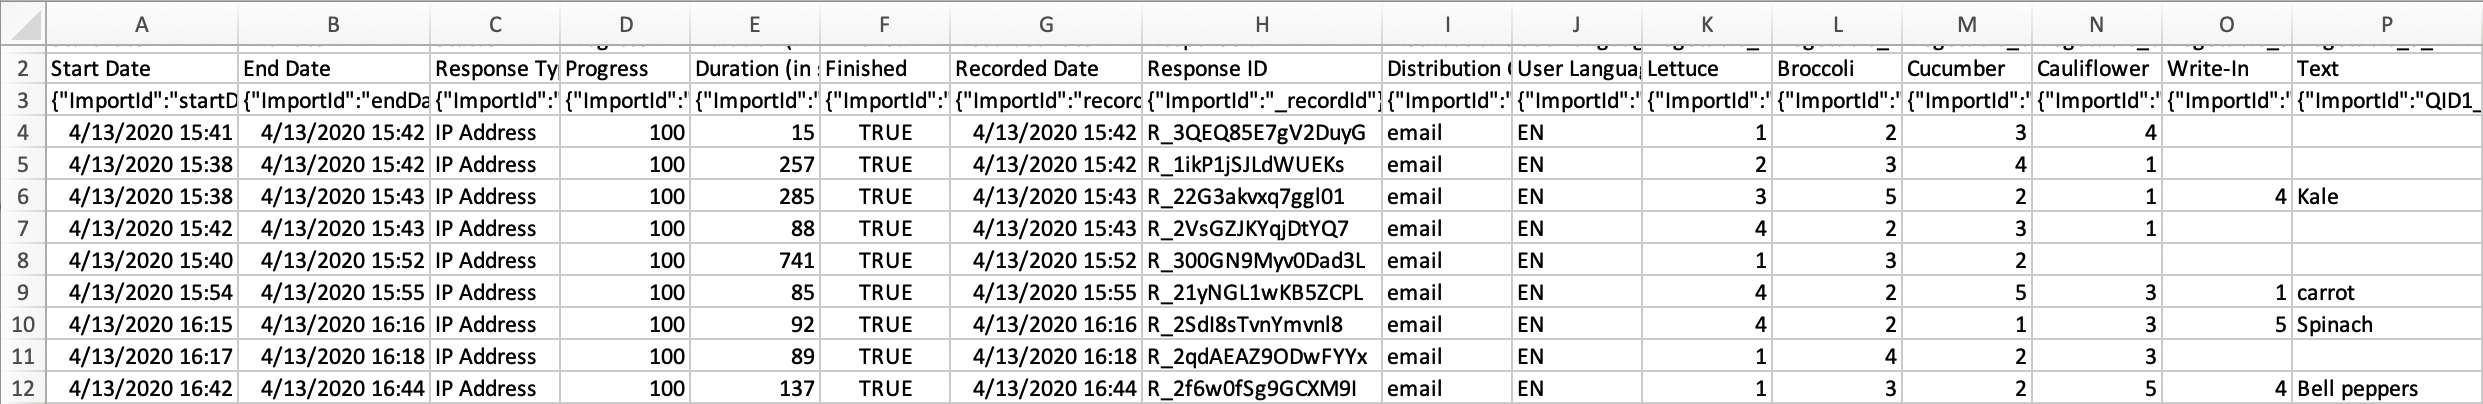 A B C D E F G H I J K L M N O P
2 Start Date End Date Response Ty Progress Duration (in Finished Recorded Date Response ID Distribution User Langua Lettuce Broccoli Cucumber Cauliflower Write-In Text
3 {"ImportId":"startD {"ImportId":"endDa {"ImportId":" {"ImportId":" {"ImportId":" {"ImportId":" {"ImportId":"record {"ImportId":"_recordId"} {"ImportId":" {"ImportId":" {"ImportId":" {"ImportId":" {"ImportId":" {"ImportId":" {"ImportId":" {"ImportId":"QID1_
4 4/13/2020 15:41 4/13/2020 15:42 IP Address 100 15 TRUE 4/13/2020 15:42 R_3QEQ85E7gV2DuyG email EN 1 2 3 4
5 4/13/2020 15:38 4/13/2020 15:42 IP Address 100 257 TRUE 4/13/2020 15:42 R_1ikP1jSJLdWUEKs email EN 2 3 4 1
6 4/13/2020 15:38 4/13/2020 15:43 IP Address 100 285 TRUE 4/13/2020 15:43 R_22G3akvxq7ggl01 email EN 3 5 2 1 4 Kale
7 4/13/2020 15:42 4/13/2020 15:43 IP Address 100 88 TRUE 4/13/2020 15:43 R_2VsGZJKYqjDtYQ7 email EN 4 2 3 1
8 4/13/2020 15:40 4/13/2020 15:52 IP Address 100 741 TRUE 4/13/2020 15:52 R_300GN9Myv0Dad3L email EN 1 3 2
9 4/13/2020 15:54 4/13/2020 15:55 IP Address 100 85 TRUE 4/13/2020 15:55 R_21yNGL1wKB5ZCPL email EN 4 2 5 3 1 carrot
10 4/13/2020 16:15 4/13/2020 16:16 IP Address 100 92 TRUE 4/13/2020 16:16 R_2SdI8sTvnYmvnl8 email EN 4 2 1 3 5 Spinach
11 4/13/2020 16:17 4/13/2020 16:18 IP Address 100 89 TRUE 4/13/2020 16:18 R_2qdAEAZ9ODwFYYx email EN 1 4 2 3
12 4/13/2020 16:42 4/13/2020 16:44 IP Address 100 137 TRUE 4/13/2020 16:44 R_2f6w0fSg9GCXM9I email EN 1 3 2 5 4 Bell peppers